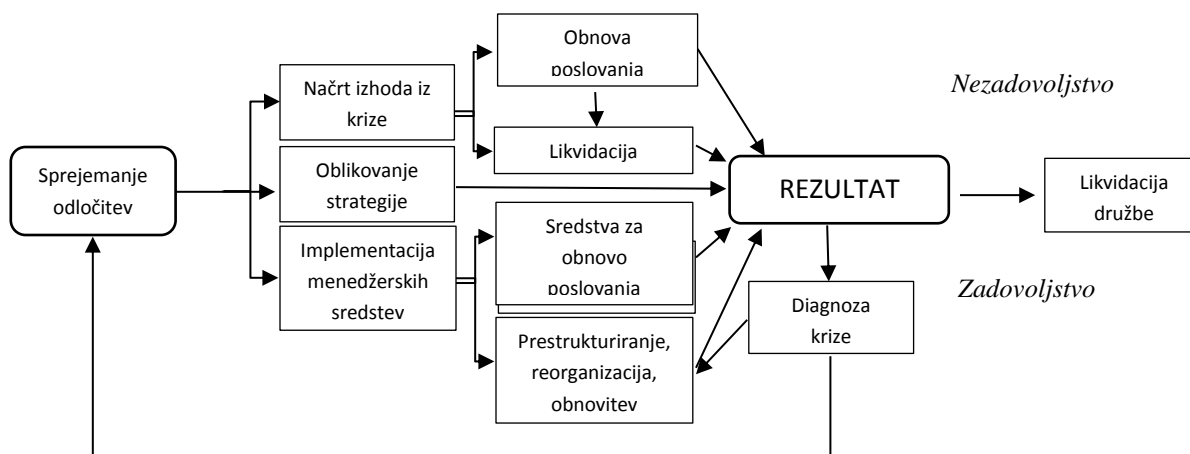 Sprejemanje
odločitev
Načrt izhoda iz
krize
Oblikovanje
strategije
Implementacija
menedžerskih
sredstev
Obnova
poslovanja
Likvidacija
Sredstva za
obnovo
poslovanja
Prestrukturiranje,
reorganizacija,
obnovitev
REZULTAT
Diagnoza
krize
Nezadovoljstvo
Likvidacija
družbe
Zadovoljstvo